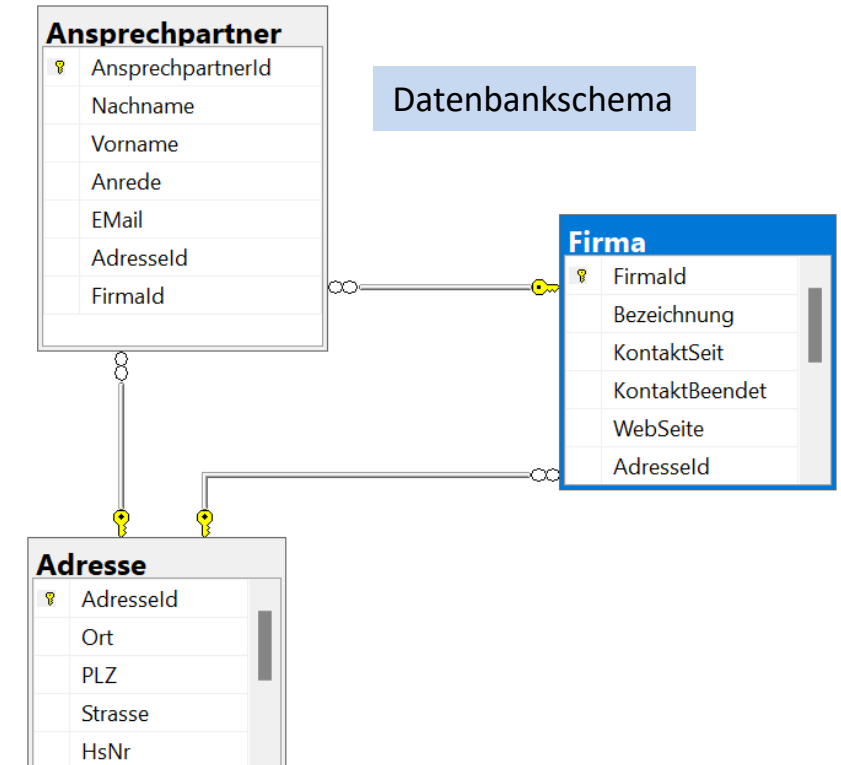 Ansprechpartner
AnsprechpartnerId
Nachname
Vorname
Anrede
EMail
AdresseId
FirmaId
Datenbankschema
Firma
FirmaId
Bezeichnung
KontaktSeit
KontaktBeendet
WebSeite
AdresseId
Adresse
AdresseId
Ort
PLZ
Strasse
HsNr